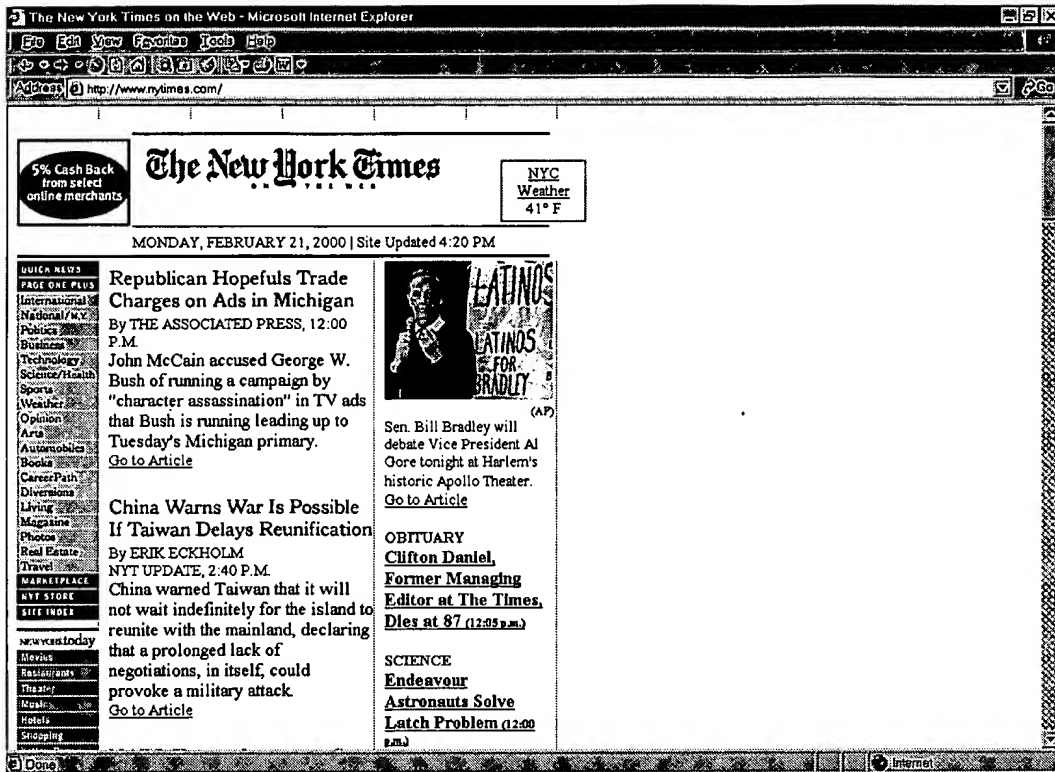 The New York Times on the Web - Microsoft Internet Explorer
File Edit View Favorites Tools Help
Address http://www.nytimes.com/ Go
5% Cash Back
from select
online merchants
The New York Times
ON THE WEB
NYC
Weather
41° F
MONDAY, FEBRUARY 21, 2000 | Site Updated 4:20 PM
QUICK NEWS
PAGE ONE PLUS
International
National/N.Y.
Politics
Business
Technology
Science/Health
Sports
Weather
Opinion
Arts
Automobiles
Books
CareerPath
Diversions
Living
Magazine
Photos
Real Estate
Travel
MARKETPLACE
NYT STORE
SITE INDEX
NEWYORKtoday
Movies
Restaurants
Theater
Music
Hotels
Shopping
Republican Hopefuls Trade
Charges on Ads in Michigan
By THE ASSOCIATED PRESS, 12:00
P.M.
John McCain accused George W.
Bush of running a campaign by
"character assassination" in TV ads
that Bush is running leading up to
Tuesday's Michigan primary.
Go to Article
China Warns War Is Possible
If Taiwan Delays Reunification
By ERIK ECKHOLM
NYT UPDATE, 2:40 P.M.
China warned Taiwan that it will
not wait indefinitely for the island to
reunite with the mainland, declaring
that a prolonged lack of
negotiations, in itself, could
provoke a military attack.
Go to Article
LATINOS
LATINOS
FOR
BRADLEY
(AP)
Sen. Bill Bradley will
debate Vice President Al
Gore tonight at Harlem's
historic Apollo Theater.
Go to Article
OBITUARY
Clifton Daniel,
Former Managing
Editor at The Times,
Dies at 87 (12:05 p.m.)
SCIENCE
Endeavour
Astronauts Solve
Latch Problem (12:00
p.m.)
Done
Internet